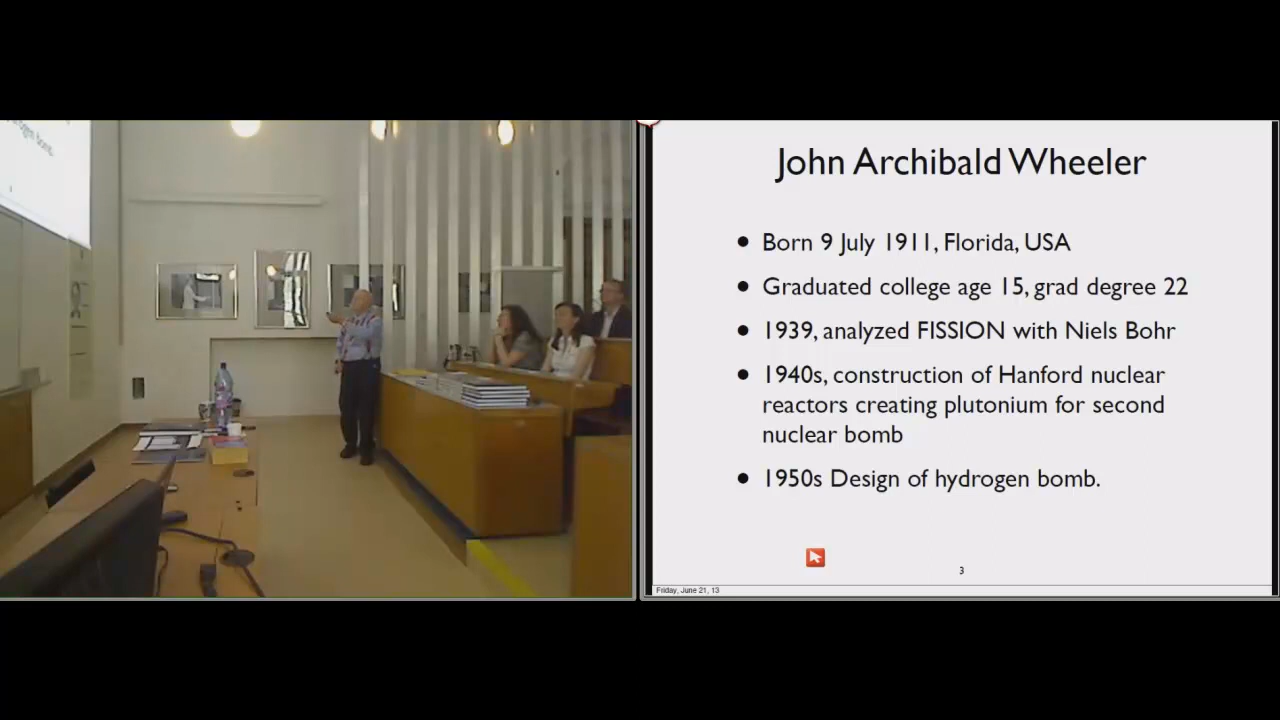 John Archibald Wheeler
• Born 9 July 1911, Florida, USA
• Graduated college age 15, grad degree 22
• 1939, analyzed FISSION with Niels Bohr
• 1940s, construction of Hanford nuclear
reactors creating plutonium for second
nuclear bomb
• 1950s Design of hydrogen bomb.
3
Friday, June 21, 13